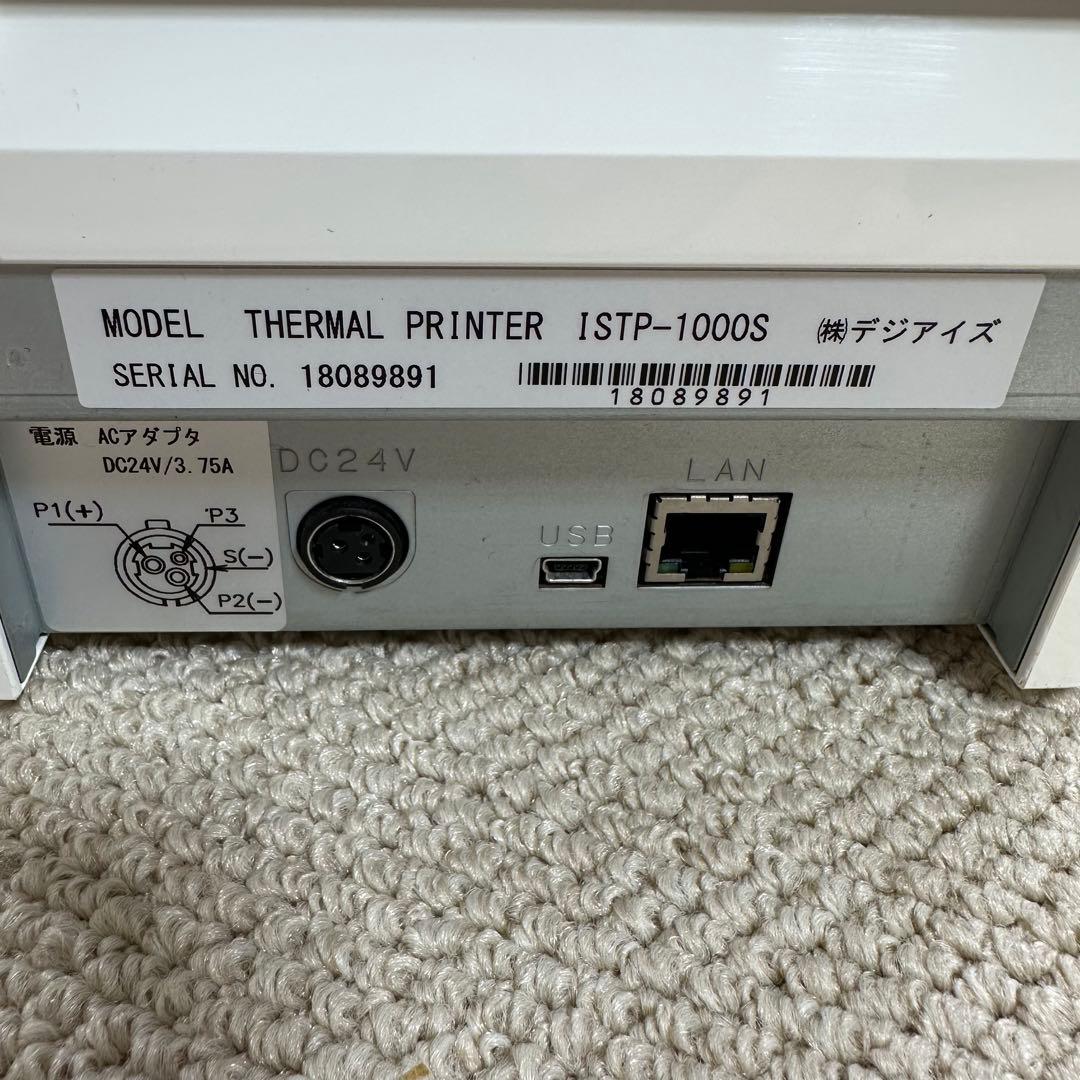 MODEL THERMAL PRINTER ISTP-1000S ㈱デジアイズ
SERIAL NO. 18089891
18089891
電源 ACアダプタ
DC24V/3.75A
P1(+)
P3
S(-)
P2(-)
DC24V
USB
LAN